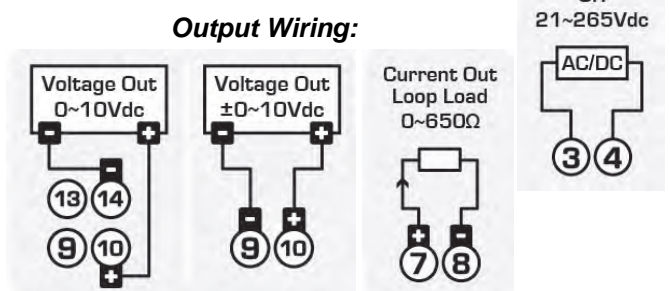 21~265Vdc
Output Wiring:
Voltage Out
0~10Vdc
- +
-
13 14
9 10
+
Voltage Out
±0~10Vdc
- +
- +
9 10
Current Out
Loop Load
0~650Ω
+ -
7 8
AC/DC
3 4